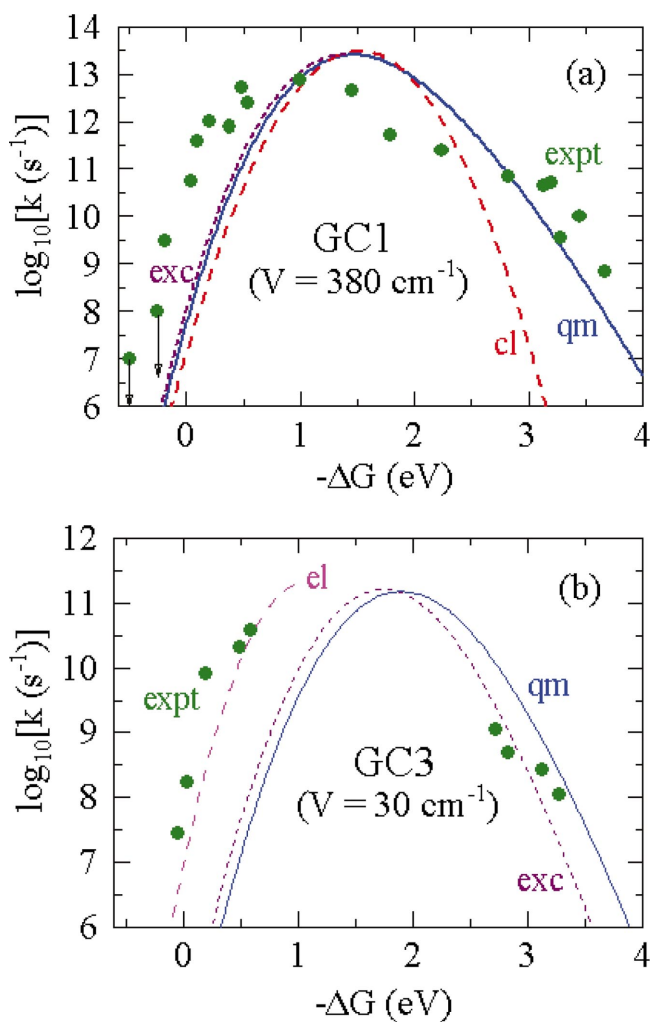 14
(a)
13
12
expt
11
10
GC1
9
exc
(V = 380 cm⁻¹)
8
qm
7
cl
6
log₁₀[k (s⁻¹)]
0 1 2 3 4
-ΔG (eV)
12
el
(b)
11
10
expt
qm
9
GC3
8
(V = 30 cm⁻¹)
7
exc
6
log₁₀[k (s⁻¹)]
0 1 2 3 4
-ΔG (eV)